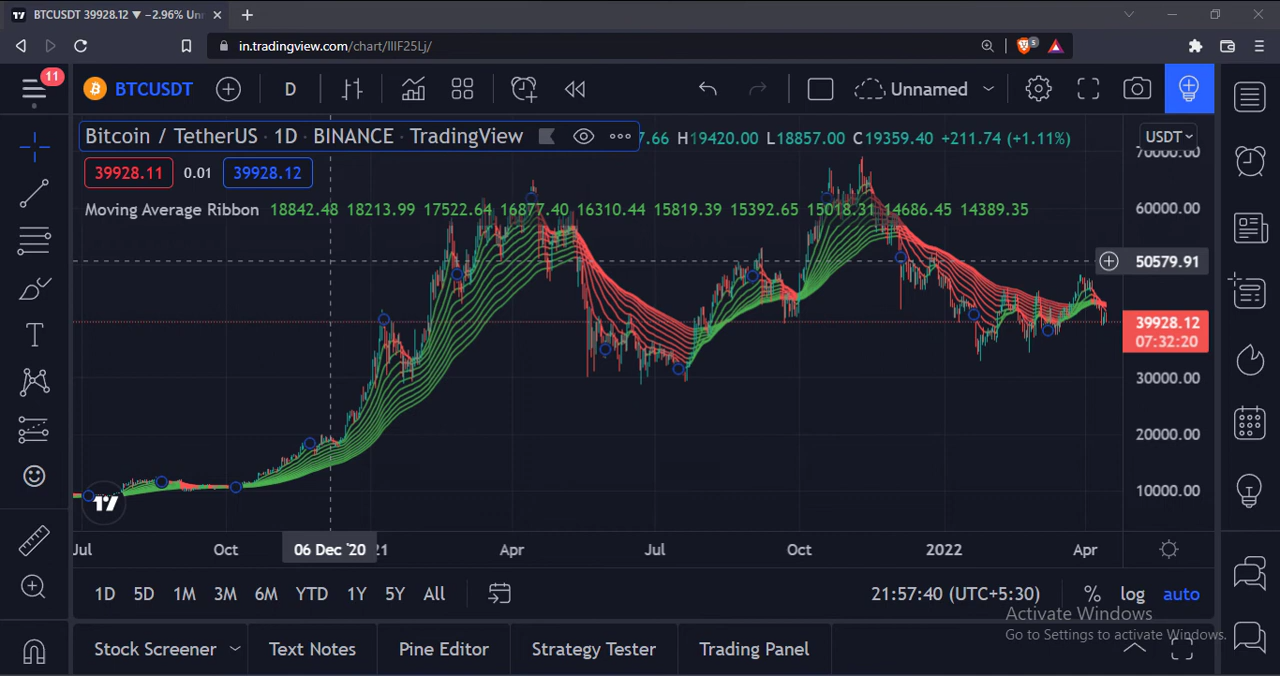 BTCUSDT 39928.12 ▼ −2.96%
in.tradingview.com/chart/lIIF25Lj/
5
11
BTCUSDT
D
Unnamed
Bitcoin / TetherUS · 1D · BINANCE · TradingView
7.66 H19420.00 L18857.00 C19359.40 +211.74 (+1.11%)
USDT
39928.11 0.01 39928.12
70000.00
Moving Average Ribbon 18842.48 18213.99 17522.64 16877.40 16310.44 15819.39 15392.65 15018.31 14686.45 14389.35
60000.00
50579.91
39928.12
07:32:20
30000.00
20000.00
10000.00
Jul Oct 06 Dec '20 21 Apr Jul Oct 2022 Apr
1D 5D 1M 3M 6M YTD 1Y 5Y All 21:57:40 (UTC+5:30) % log auto
Activate Windows
Go to Settings to activate Windows.
Stock Screener Text Notes Pine Editor Strategy Tester Trading Panel